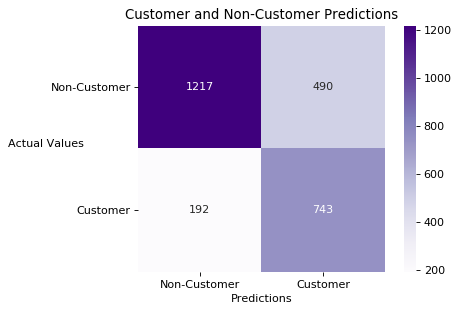 Customer and Non-Customer Predictions
1200
1000
800
600
400
200
Non-Customer
1217
490
Actual Values
Customer
192
743
Non-Customer
Customer
Predictions